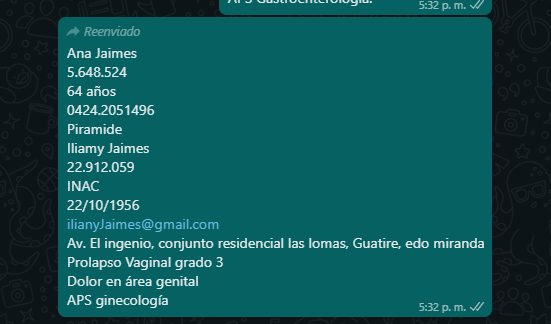 APS Gastroenterología.
5:32 p. m.
Reenviado
Ana Jaimes
5.648.524
64 años
0424.2051496
Piramide
Iliamy Jaimes
22.912.059
INAC
22/10/1956
ilianyJaimes@gmail.com
Av. El ingenio, conjunto residencial las lomas, Guatire, edo miranda
Prolapso Vaginal grado 3
Dolor en área genital
APS ginecología
5:32 p. m.